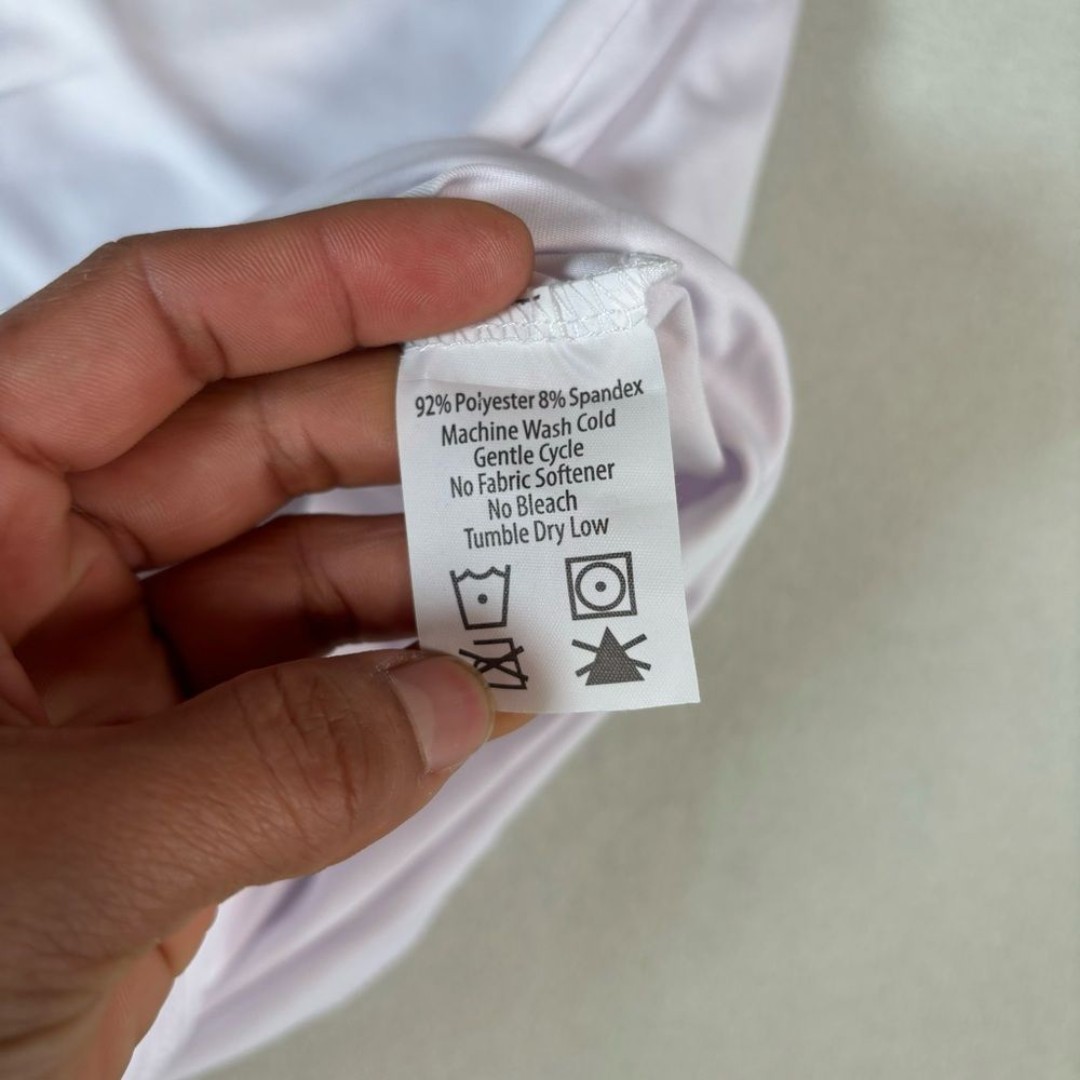 92% Polyester 8% Spandex
Machine Wash Cold
Gentle Cycle
No Fabric Softener
No Bleach
Tumble Dry Low